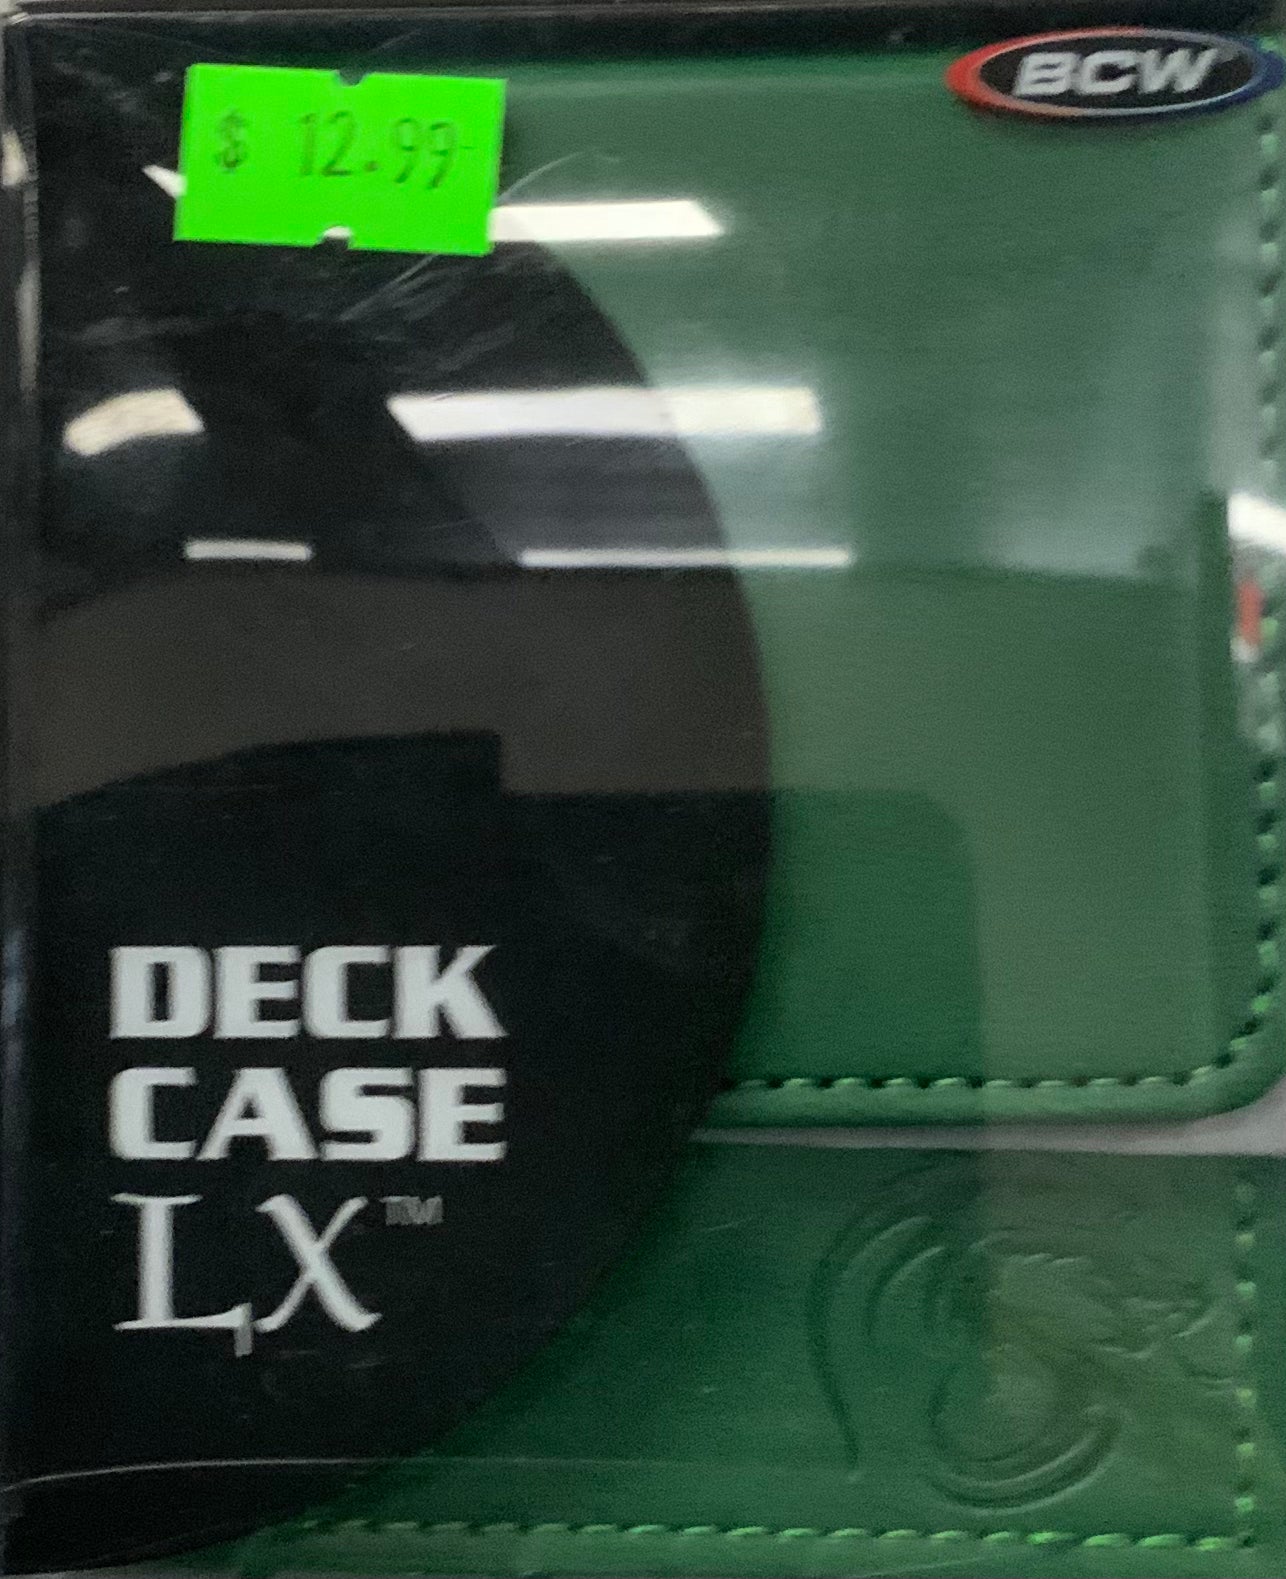 $ 12.99
BCW
DECK
CASE
LX™